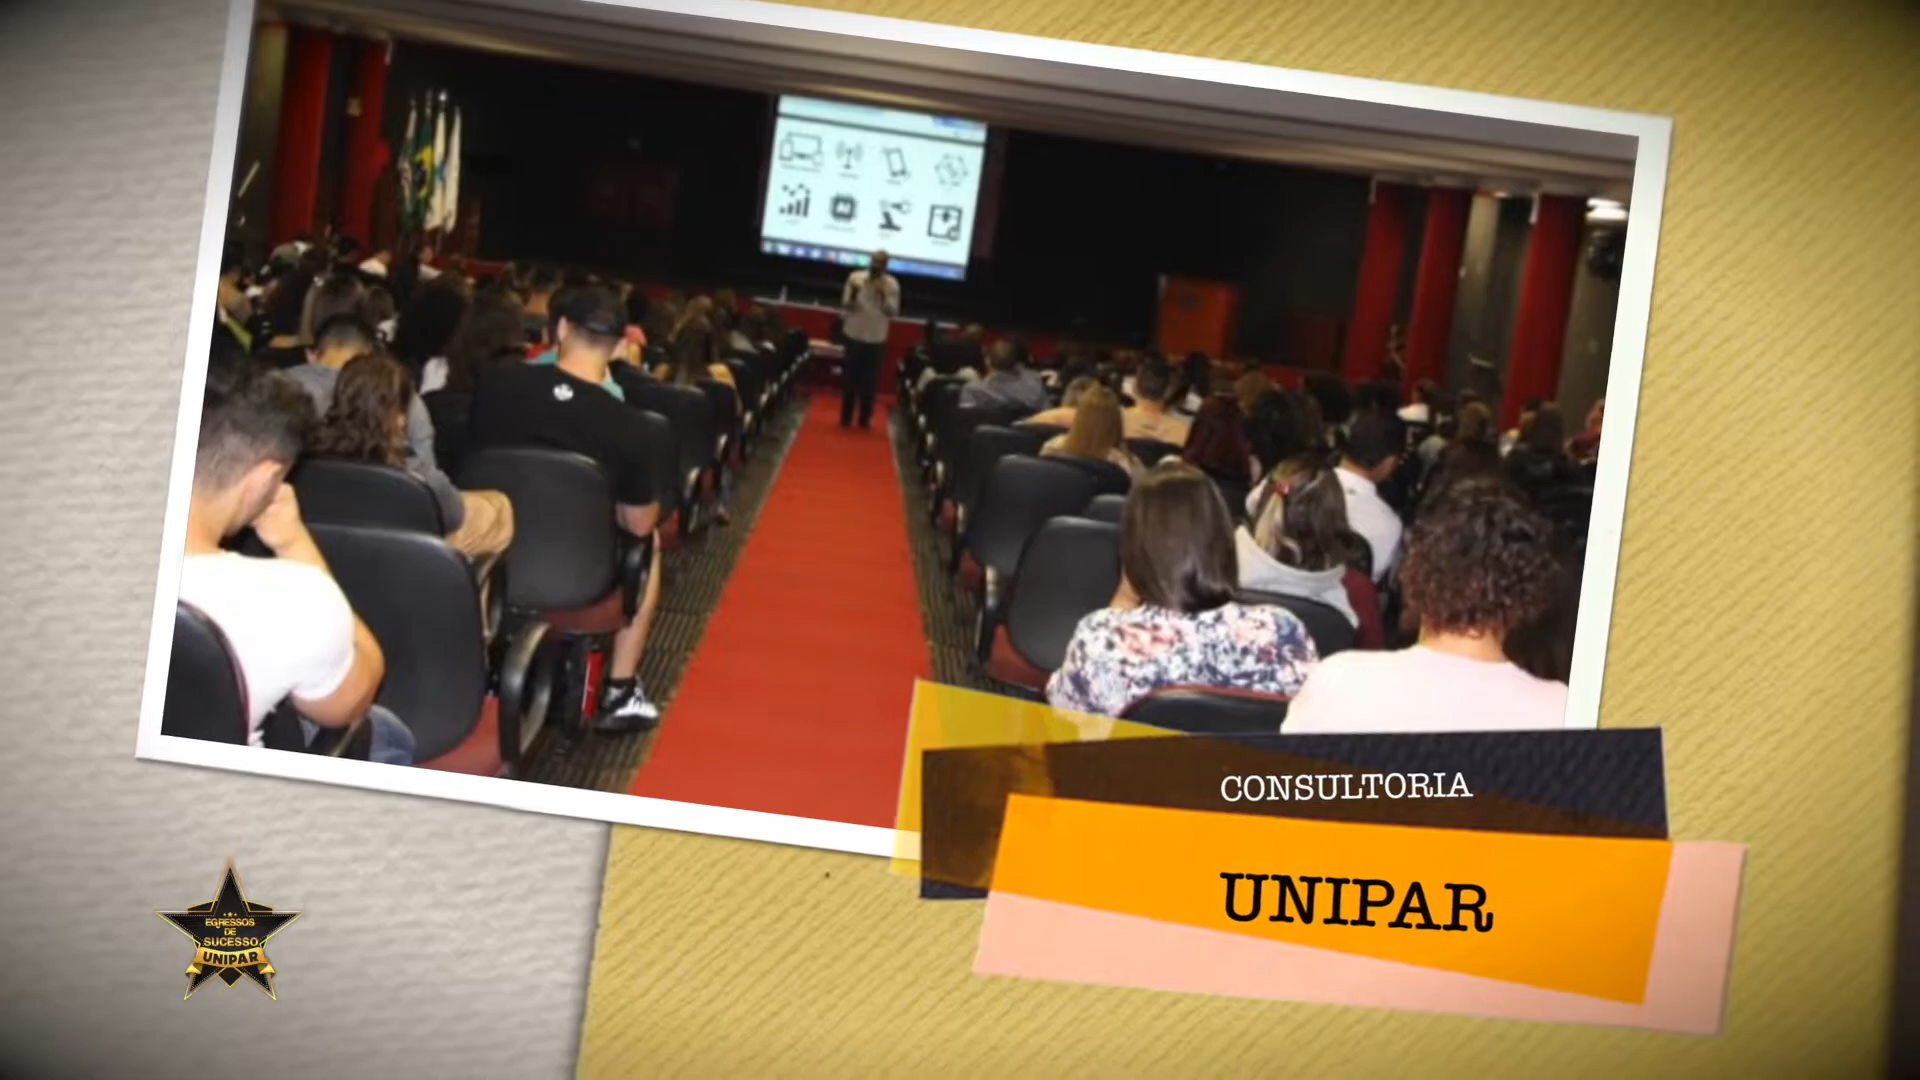 CONSULTORIA
UNIPAR
EGRESSOS
DE
SUCESSO
UNIPAR